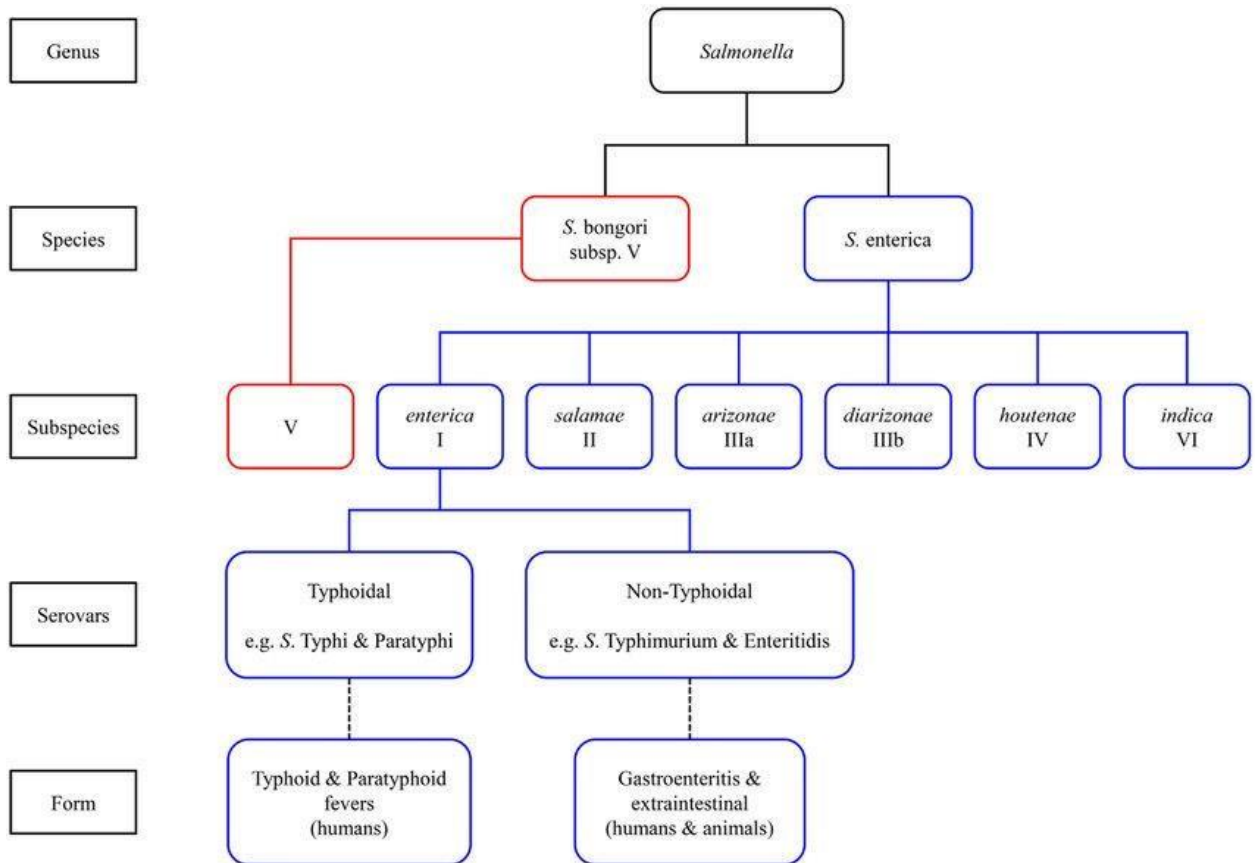 Genus
Salmonella
Species
S. bongori
subsp. V
S. enterica
Subspecies
V
enterica
I
salamae
II
arizonae
IIIa
diarizonae
IIIb
houtenae
IV
indica
VI
Serovars
Typhoidal
e.g. S. Typhi & Paratyphi
Non-Typhoidal
e.g. S. Typhimurium & Enteritidis
Form
Typhoid & Paratyphoid
fevers
(humans)
Gastroenteritis &
extraintestinal
(humans & animals)